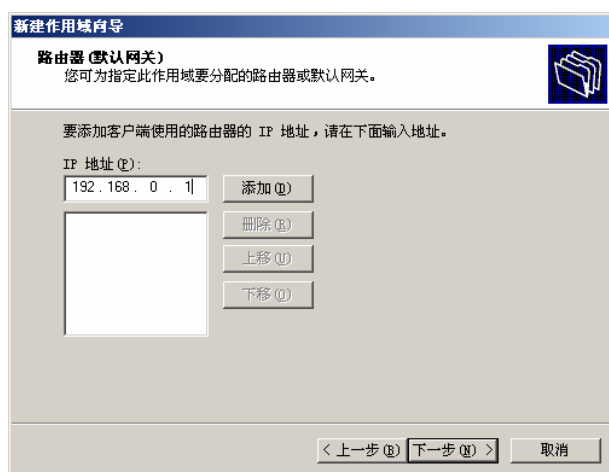 新建作用域向导
路由器(默认网关)
您可为指定此作用域要分配的路由器或默认网关。
要添加客户端使用的路由器的 IP 地址，请在下面输入地址。
IP 地址(P):
192.168. 0 . 1
添加(D)
删除(R)
上移(U)
下移(O)
< 上一步(B) 下一步(N) > 取消